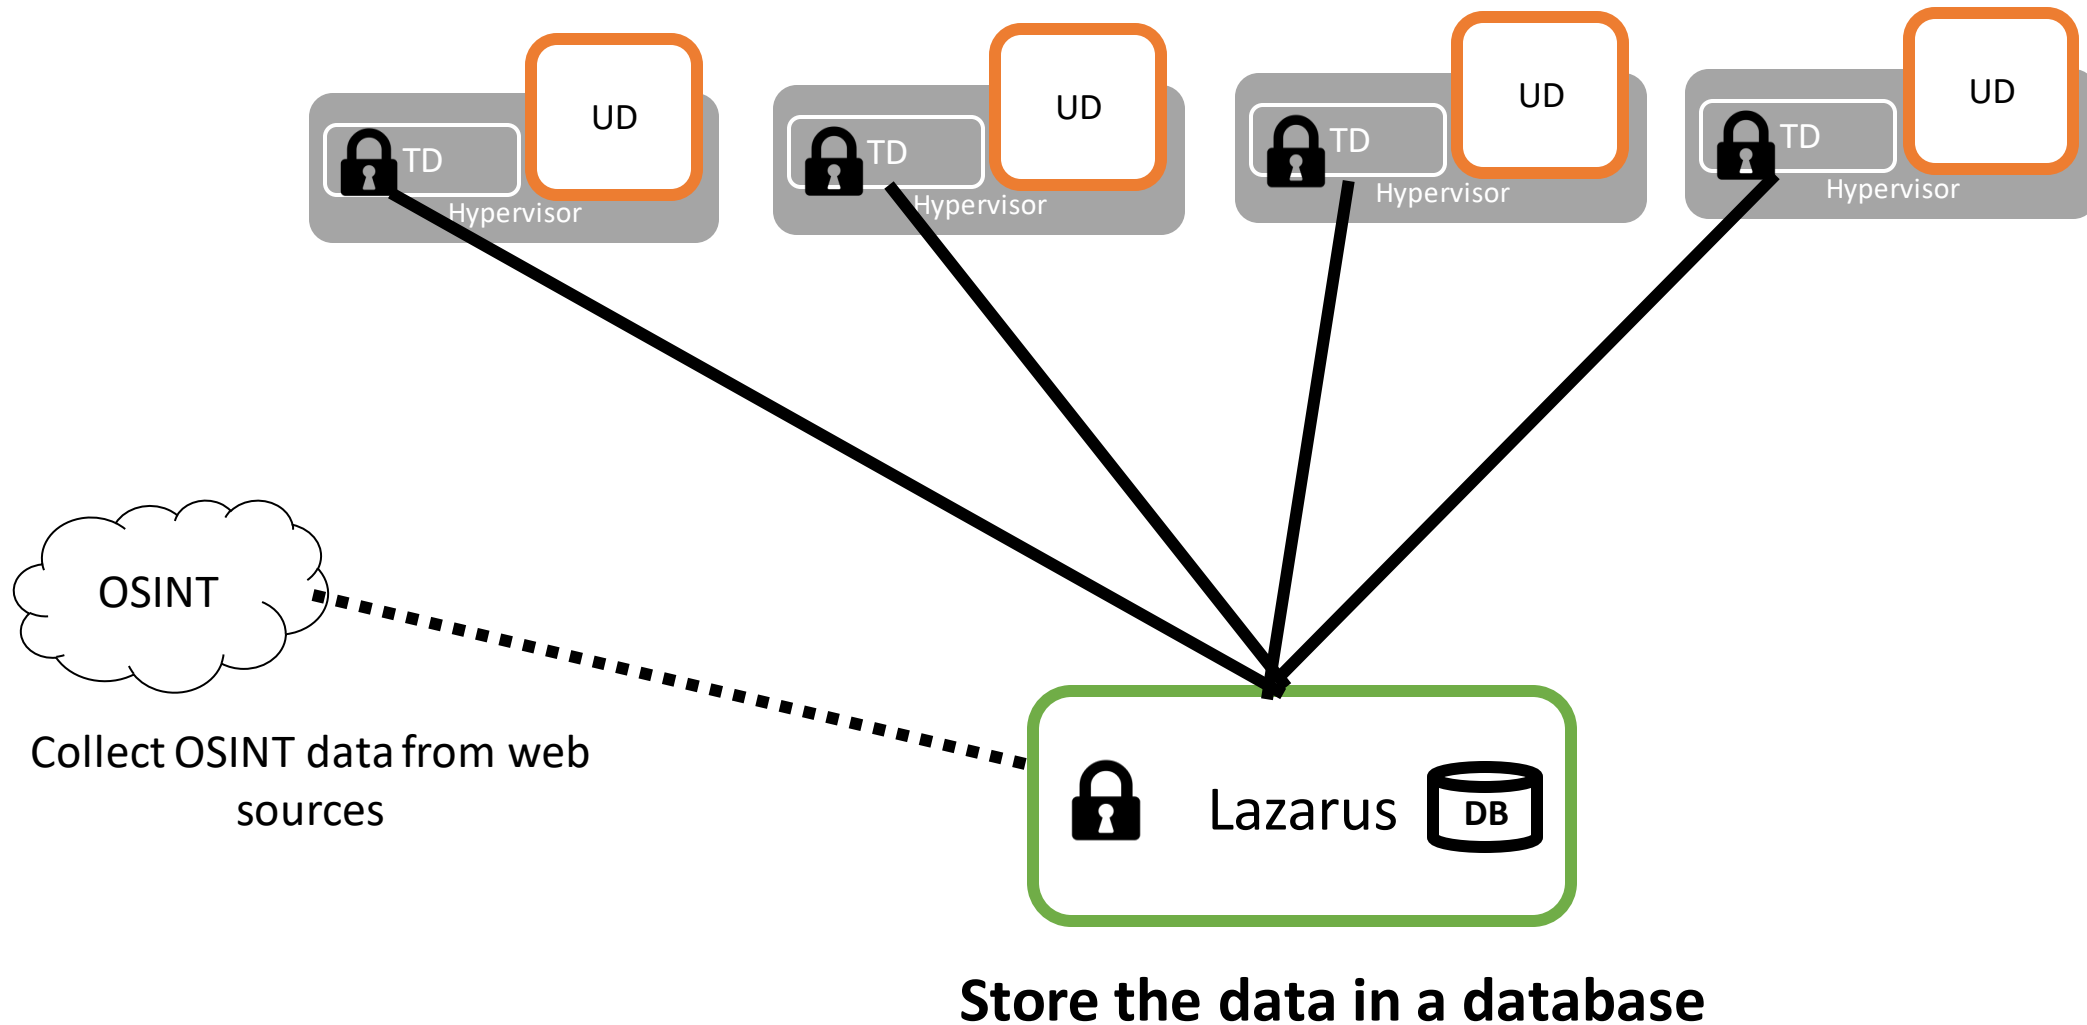 UD
TD
Hypervisor
UD
TD
Hypervisor
UD
TD
Hypervisor
UD
TD
Hypervisor
OSINT
Collect OSINT data from web
sources
Lazarus
DB
Store the data in a database